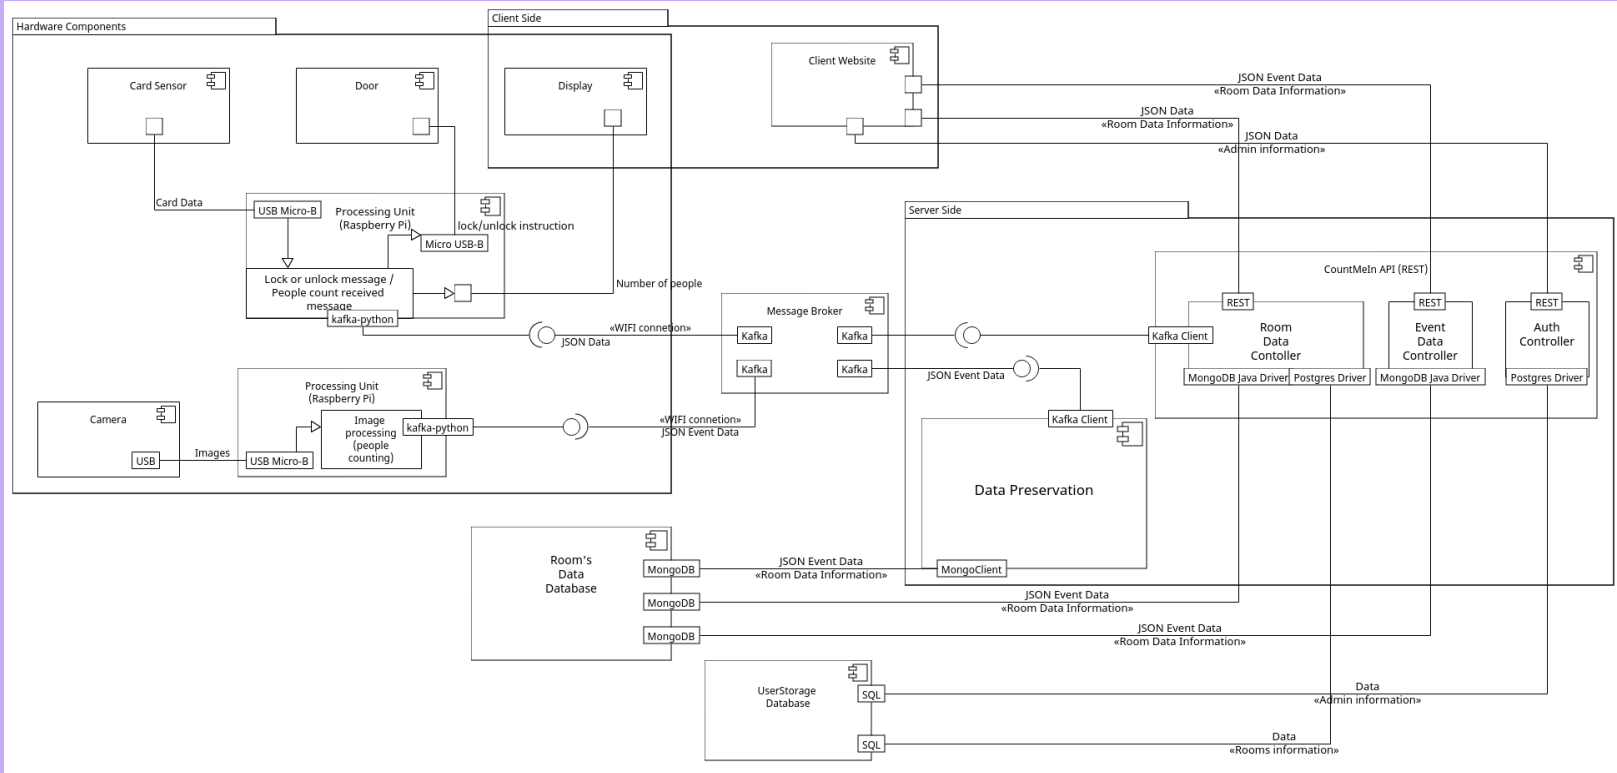 Hardware Components
Client Side
Card Sensor
Door
Display
Client Website
JSON Event Data
«Room Data Information»
JSON Data
«Room Data Information»
JSON Data
«Admin information»
Card Data
USB Micro-B
Processing Unit
(Raspberry Pi)
lock/unlock instruction
Micro USB-B
Lock or unlock message /
People count received
message
kafka-python
Number of people
«WIFI connetion»
JSON Data
Message Broker
Kafka
Kafka
Kafka
Kafka
Server Side
CountMeIn API (REST)
REST
REST
REST
Kafka Client
Room
Data
Contoller
Event
Data
Controller
Auth
Controller
MongoDB Java Driver
Postgres Driver
MongoDB Java Driver
Postgres Driver
JSON Event Data
Kafka Client
Data Preservation
MongoClient
Processing Unit
(Raspberry Pi)
Camera
USB
Images
USB Micro-B
Image
processing
(people
counting)
kafka-python
«WIFI connetion»
JSON Event Data
Room's
Data
Database
MongoDB
MongoDB
MongoDB
JSON Event Data
«Room Data Information»
JSON Event Data
«Room Data Information»
JSON Event Data
«Room Data Information»
UserStorage
Database
SQL
SQL
Data
«Admin information»
Data
«Rooms information»